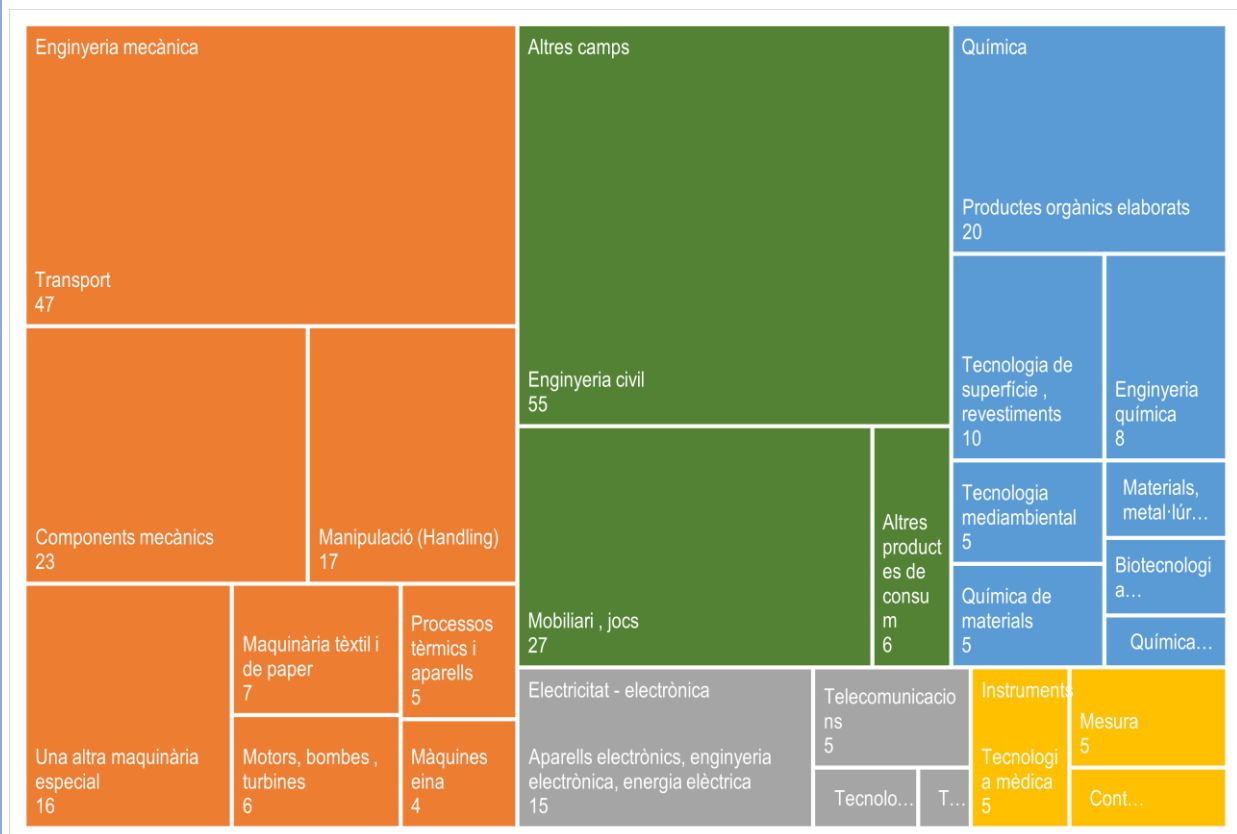 Enginyeria mecànica
Transport
47
Components mecànics
23
Manipulació (Handling)
17
Una altra maquinària
especial
16
Maquinària tèxtil i
de paper
7
Motors, bombes ,
turbines
6
Processos
tèrmics i
aparells
5
Màquines
eina
4
Altres camps
Enginyeria civil
55
Mobiliari , jocs
27
Altres
product
es de
consu
m
6
Química
Productes orgànics elaborats
20
Tecnologia de
superfície ,
revestiments
10
Enginyeria
química
8
Tecnologia
mediambiental
5
Química de
materials
5
Materials,
metal·lúr…
Biotecnologi
a…
Química…
Electricitat - electrònica
Aparells electrònics, enginyeria
electrònica, energia elèctrica
15
Telecomunicacio
ns
5
Tecnolo…
T…
Instruments
Tecnologi
a mèdica
5
Mesura
5
Cont…